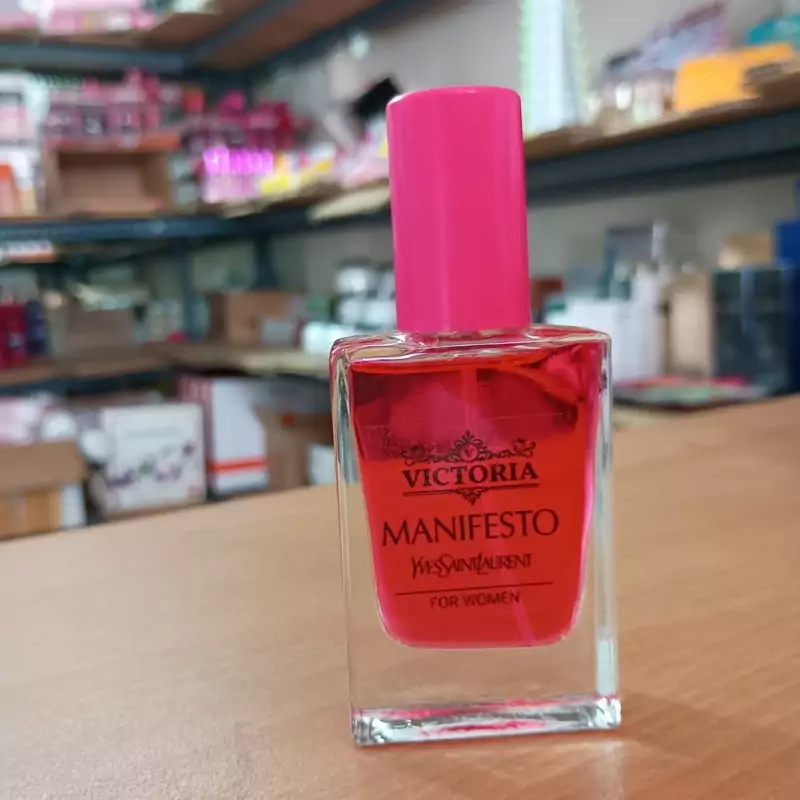 V
VICTORIA
MANIFESTO
YVESSAINTLAURENT
FOR WOMEN